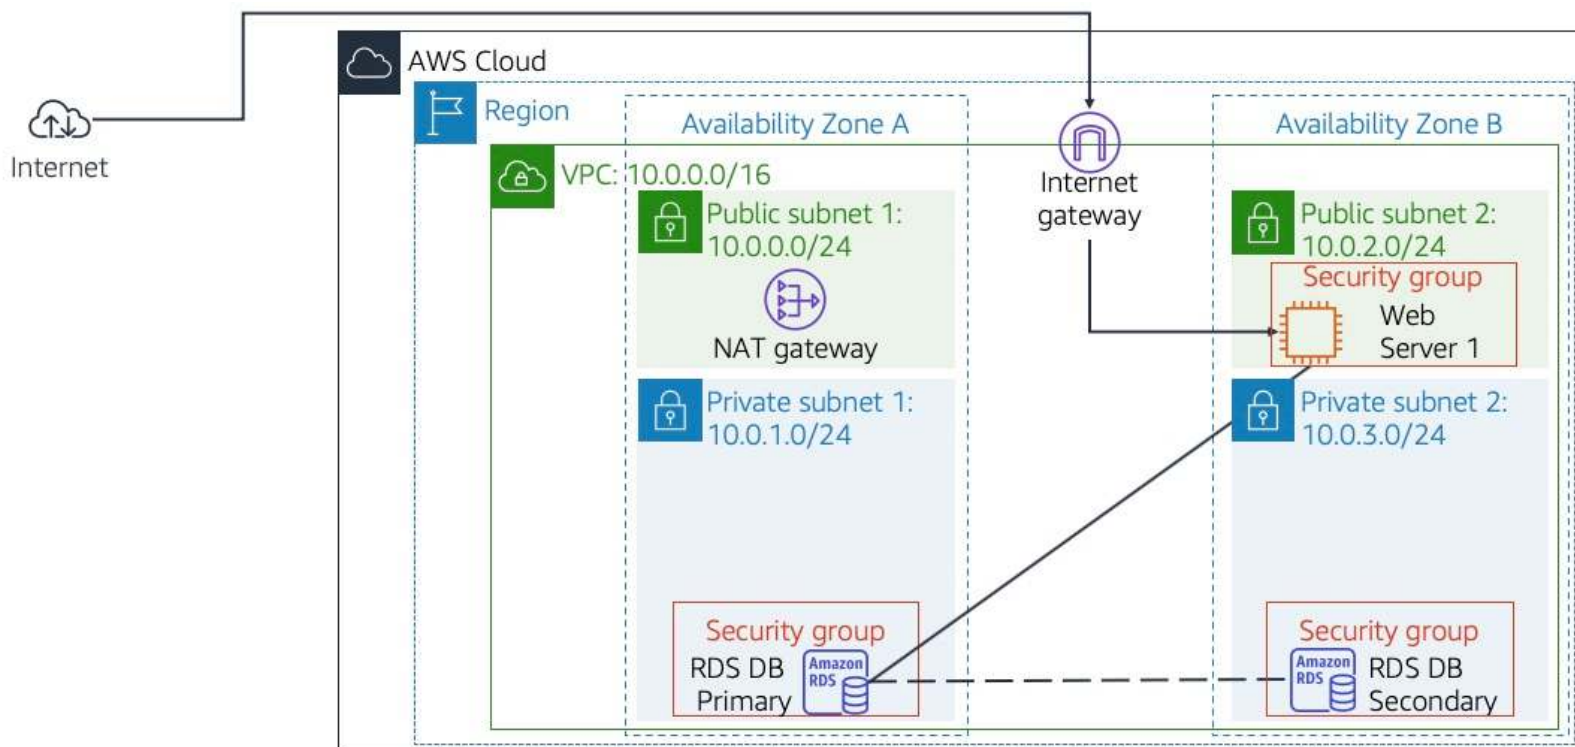 AWS Cloud
Region
Availability Zone A
Availability Zone B
Internet
VPC: 10.0.0.0/16
Internet
gateway
Public subnet 1:
10.0.0.0/24
NAT gateway
Public subnet 2:
10.0.2.0/24
Security group
Web
Server 1
Private subnet 1:
10.0.1.0/24
Private subnet 2:
10.0.3.0/24
Security group
RDS DB
Primary
Amazon
RDS
Security group
Amazon
RDS
RDS DB
Secondary